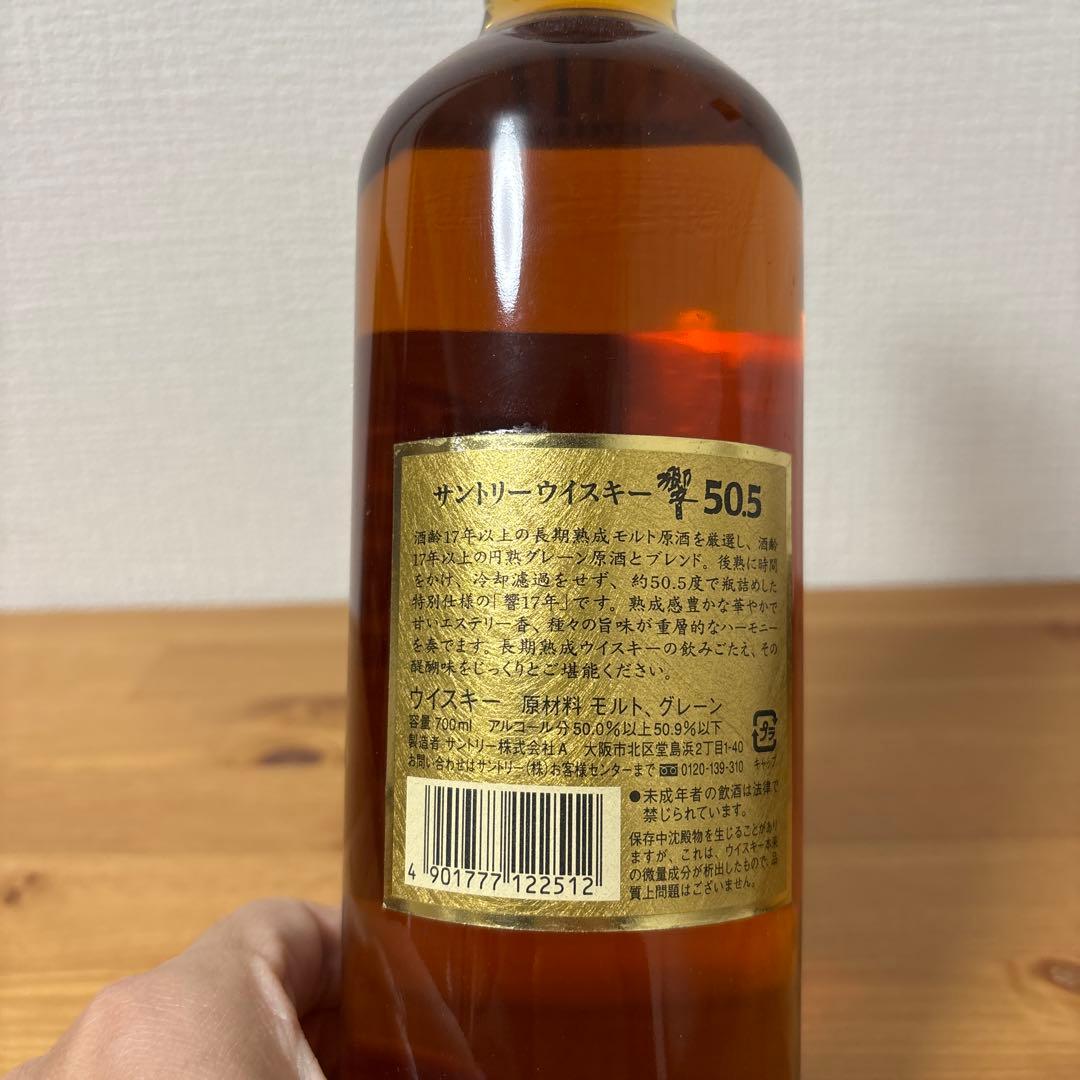 サントリーウイスキー 響 50.5
酒齢17年以上の長期熟成モルト原酒を厳選し、酒齢
17年以上の円熟グレーン原酒とブレンド。後熟に時間
をかけ、冷却濾過をせず、約50.5度で瓶詰めした
特別仕様の「響17年」です。熟成感豊かな華やかで
甘いエステリー香、種々の旨味が重層的なハーモニー
を奏でます。長期熟成ウイスキーの飲みごたえ、その
醍醐味をじっくりとご堪能ください。
ウイスキー 原材料 モルト、グレーン
容量 700ml アルコール分 50.0%以上50.9%以下
製造者 サントリー株式会社A 大阪市北区堂島浜2丁目1-40
お問い合わせはサントリー(株)お客様センターまで 0120-139-310
プラ
キャップ
●未成年者の飲酒は法律で
禁じられています。
保存中沈殿物を生じることがあり
ますが、これは、ウイスキー本来
の微量成分が析出したもので、品
質上問題はございません。
4 901777 122512